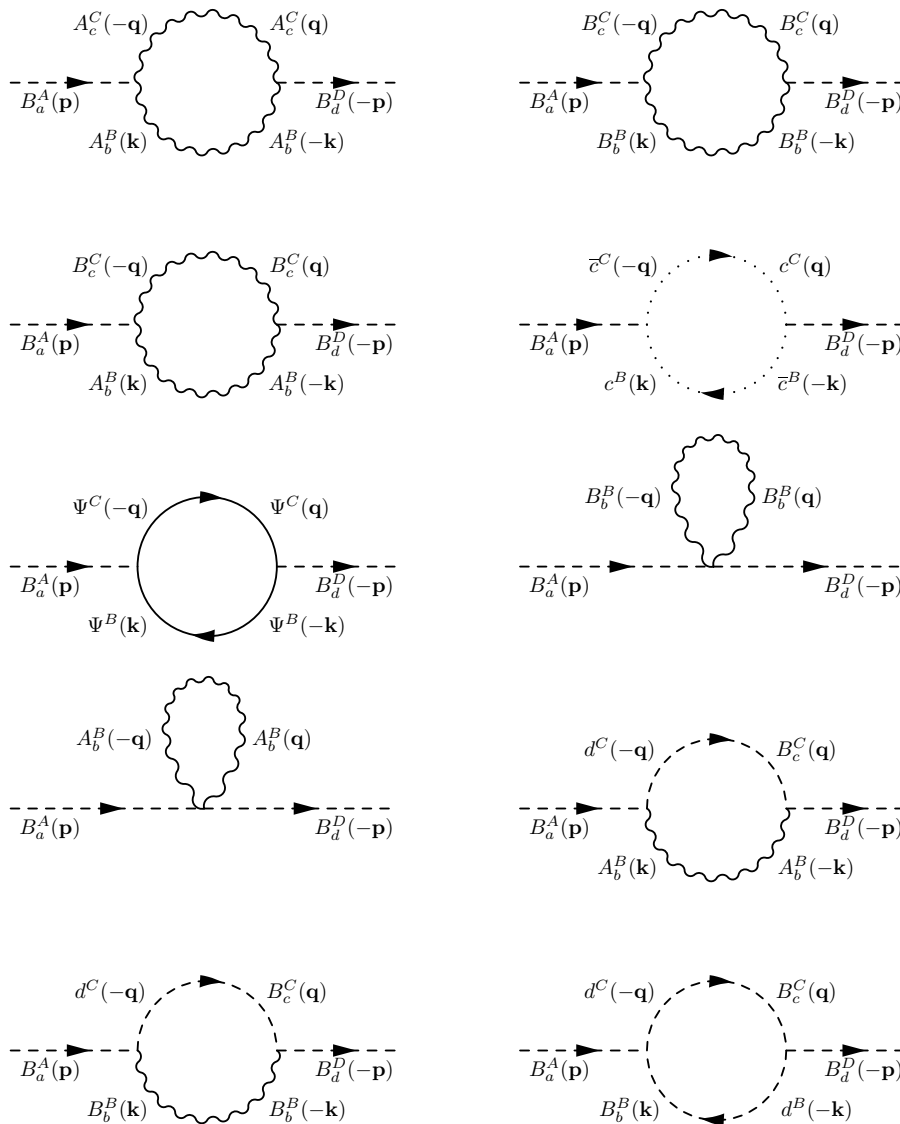 A_c^C(−q) A_c^C(q) B_c^C(−q) B_c^C(q)
B_a^A(p) B_d^D(−p) B_a^A(p) B_d^D(−p)
A_b^B(k) A_b^B(−k) B_b^B(k) B_b^B(−k)
B_c^C(−q) B_c^C(q) c̅^C(−q) c^C(q)
B_a^A(p) B_d^D(−p) B_a^A(p) B_d^D(−p)
A_b^B(k) A_b^B(−k) c^B(k) c̅^B(−k)
Ψ^C(−q) Ψ^C(q) B_b^B(−q) B_b^B(q)
B_a^A(p) B_d^D(−p) B_a^A(p) B_d^D(−p)
Ψ^B(k) Ψ^B(−k)
A_b^B(−q) A_b^B(q) d^C(−q) B_c^C(q)
B_a^A(p) B_d^D(−p) B_a^A(p) B_d^D(−p)
A_b^B(k) A_b^B(−k)
d^C(−q) B_c^C(q) d^C(−q) B_c^C(q)
B_a^A(p) B_d^D(−p) B_a^A(p) B_d^D(−p)
B_b^B(k) B_b^B(−k) B_b^B(k) d^B(−k)